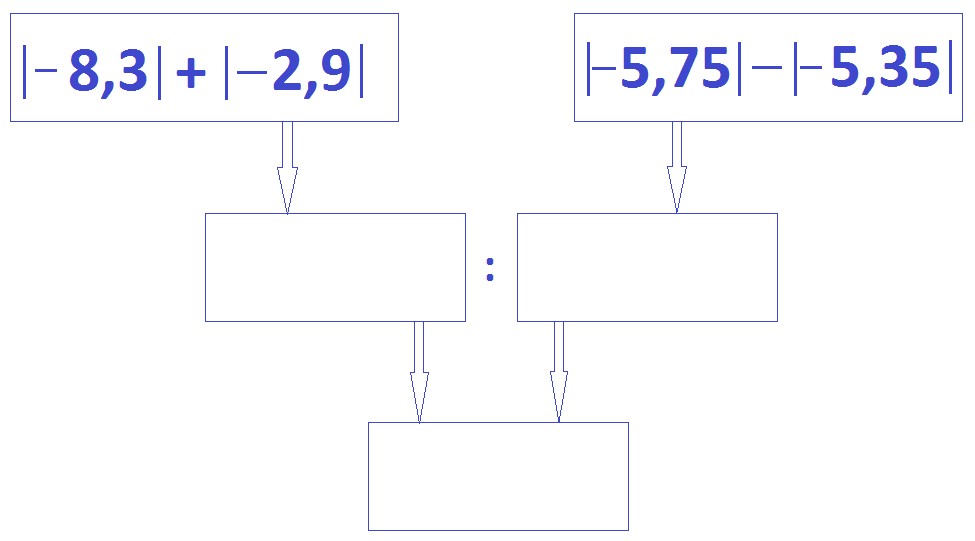 |− 8,3| + |−2,9|
|−5,75| − |− 5,35|
: